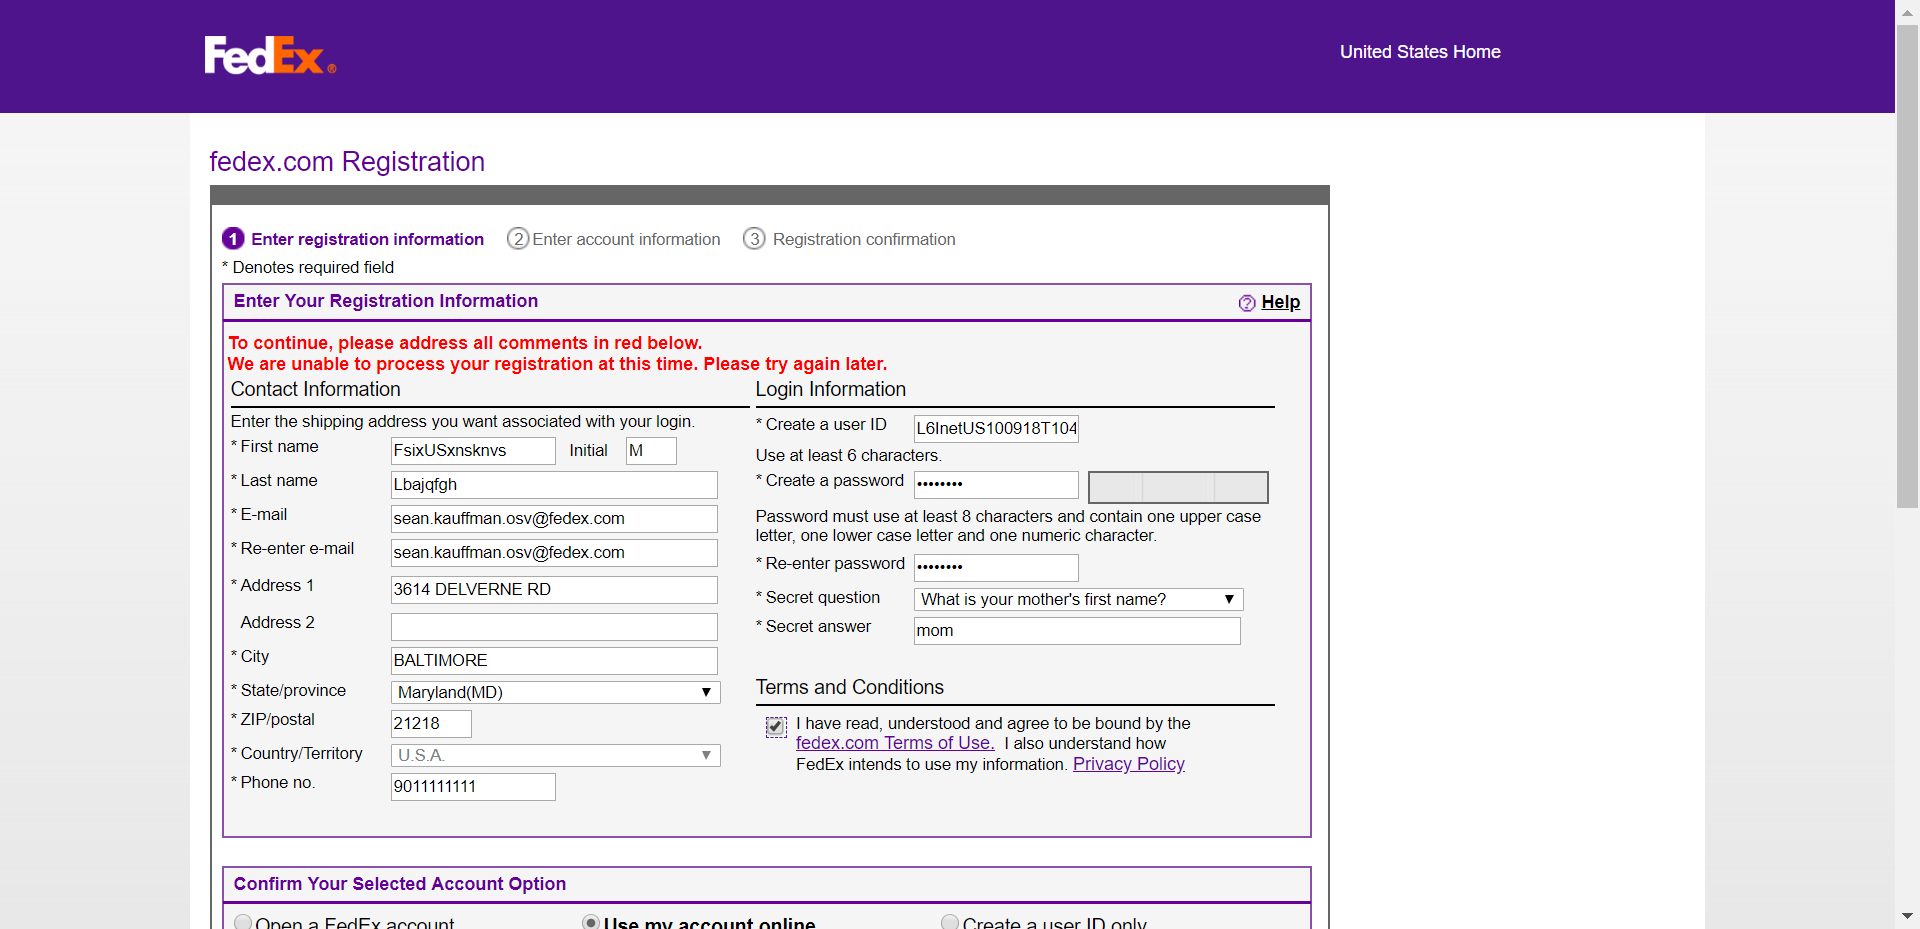 FedEx®
United States Home
fedex.com Registration
1 Enter registration information 2 Enter account information 3 Registration confirmation
* Denotes required field
Enter Your Registration Information
? Help
To continue, please address all comments in red below.
We are unable to process your registration at this time. Please try again later.
Contact Information
Enter the shipping address you want associated with your login.
* First name FsixUSxnsknvs Initial M
* Last name Lbajqfgh
* E-mail sean.kauffman.osv@fedex.com
* Re-enter e-mail sean.kauffman.osv@fedex.com
* Address 1 3614 DELVERNE RD
Address 2
* City BALTIMORE
* State/province Maryland(MD)
* ZIP/postal 21218
* Country/Territory U.S.A.
* Phone no. 9011111111
Login Information
* Create a user ID L6InetUS100918T104
Use at least 6 characters.
* Create a password ••••••••
Password must use at least 8 characters and contain one upper case
letter, one lower case letter and one numeric character.
* Re-enter password ••••••••
* Secret question What is your mother's first name?
* Secret answer mom
Terms and Conditions
I have read, understood and agree to be bound by the
fedex.com Terms of Use. I also understand how
FedEx intends to use my information. Privacy Policy
Confirm Your Selected Account Option
Open a FedEx account Use my account online Create a user ID only